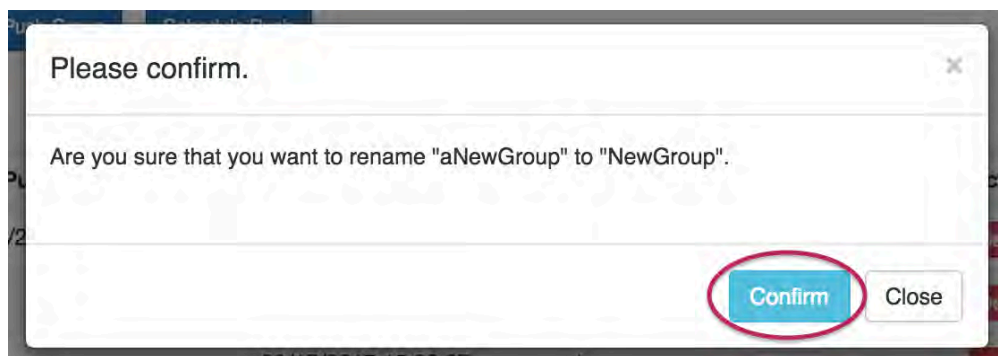 Please confirm.
×
Are you sure that you want to rename "aNewGroup" to "NewGroup".
Confirm Close